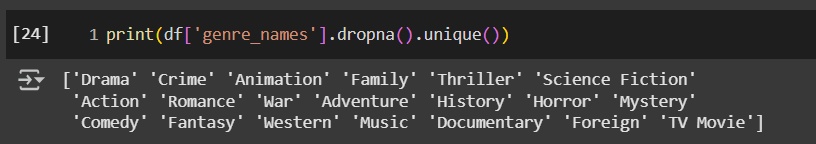 [24] 1 print(df['genre_names'].dropna().unique())
['Drama' 'Crime' 'Animation' 'Family' 'Thriller' 'Science Fiction'
'Action' 'Romance' 'War' 'Adventure' 'History' 'Horror' 'Mystery'
'Comedy' 'Fantasy' 'Western' 'Music' 'Documentary' 'Foreign' 'TV Movie']